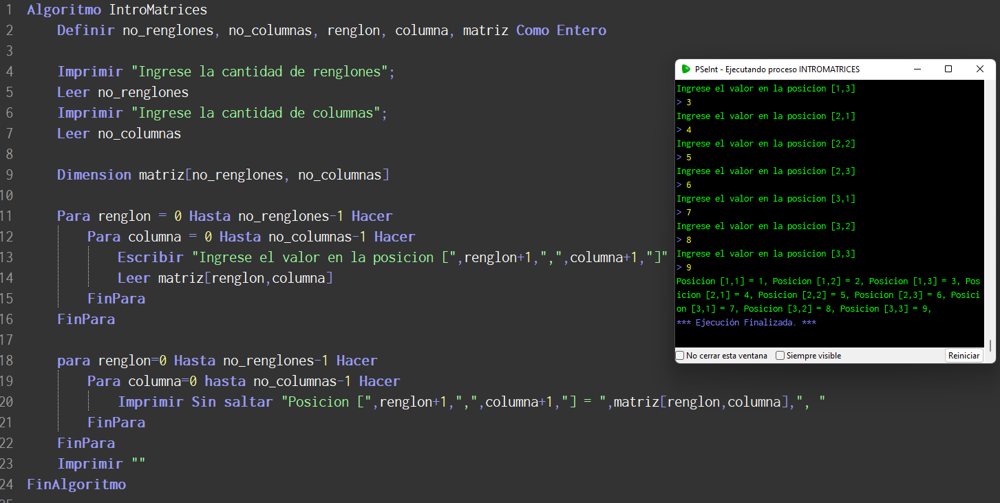 1 Algoritmo IntroMatrices
2 Definir no_renglones, no_columnas, renglon, columna, matriz Como Entero
3
4 Imprimir "Ingrese la cantidad de renglones";
5 Leer no_renglones
6 Imprimir "Ingrese la cantidad de columnas";
7 Leer no_columnas
8
9 Dimension matriz[no_renglones, no_columnas]
10
11 Para renglon = 0 Hasta no_renglones-1 Hacer
12 Para columna = 0 Hasta no_columnas-1 Hacer
13 Escribir "Ingrese el valor en la posicion [",renglon+1,",",columna+1,"]"
14 Leer matriz[renglon,columna]
15 FinPara
16 FinPara
17
18 para renglon=0 Hasta no_renglones-1 Hacer
19 Para columna=0 hasta no_columnas-1 Hacer
20 Imprimir Sin saltar "Posicion [",renglon+1,",",columna+1,"] = ",matriz[renglon,columna],", "
21 FinPara
22 FinPara
23 Imprimir ""
24 FinAlgoritmo
PSeInt - Ejecutando proceso INTROMATRICES
Ingrese el valor en la posicion [1,3]
> 3
Ingrese el valor en la posicion [2,1]
> 4
Ingrese el valor en la posicion [2,2]
> 5
Ingrese el valor en la posicion [2,3]
> 6
Ingrese el valor en la posicion [3,1]
> 7
Ingrese el valor en la posicion [3,2]
> 8
Ingrese el valor en la posicion [3,3]
> 9
Posicion [1,1] = 1, Posicion [1,2] = 2, Posicion [1,3] = 3, Pos
icion [2,1] = 4, Posicion [2,2] = 5, Posicion [2,3] = 6, Posici
on [3,1] = 7, Posicion [3,2] = 8, Posicion [3,3] = 9,
*** Ejecución Finalizada. ***
No cerrar esta ventana Siempre visible Reiniciar